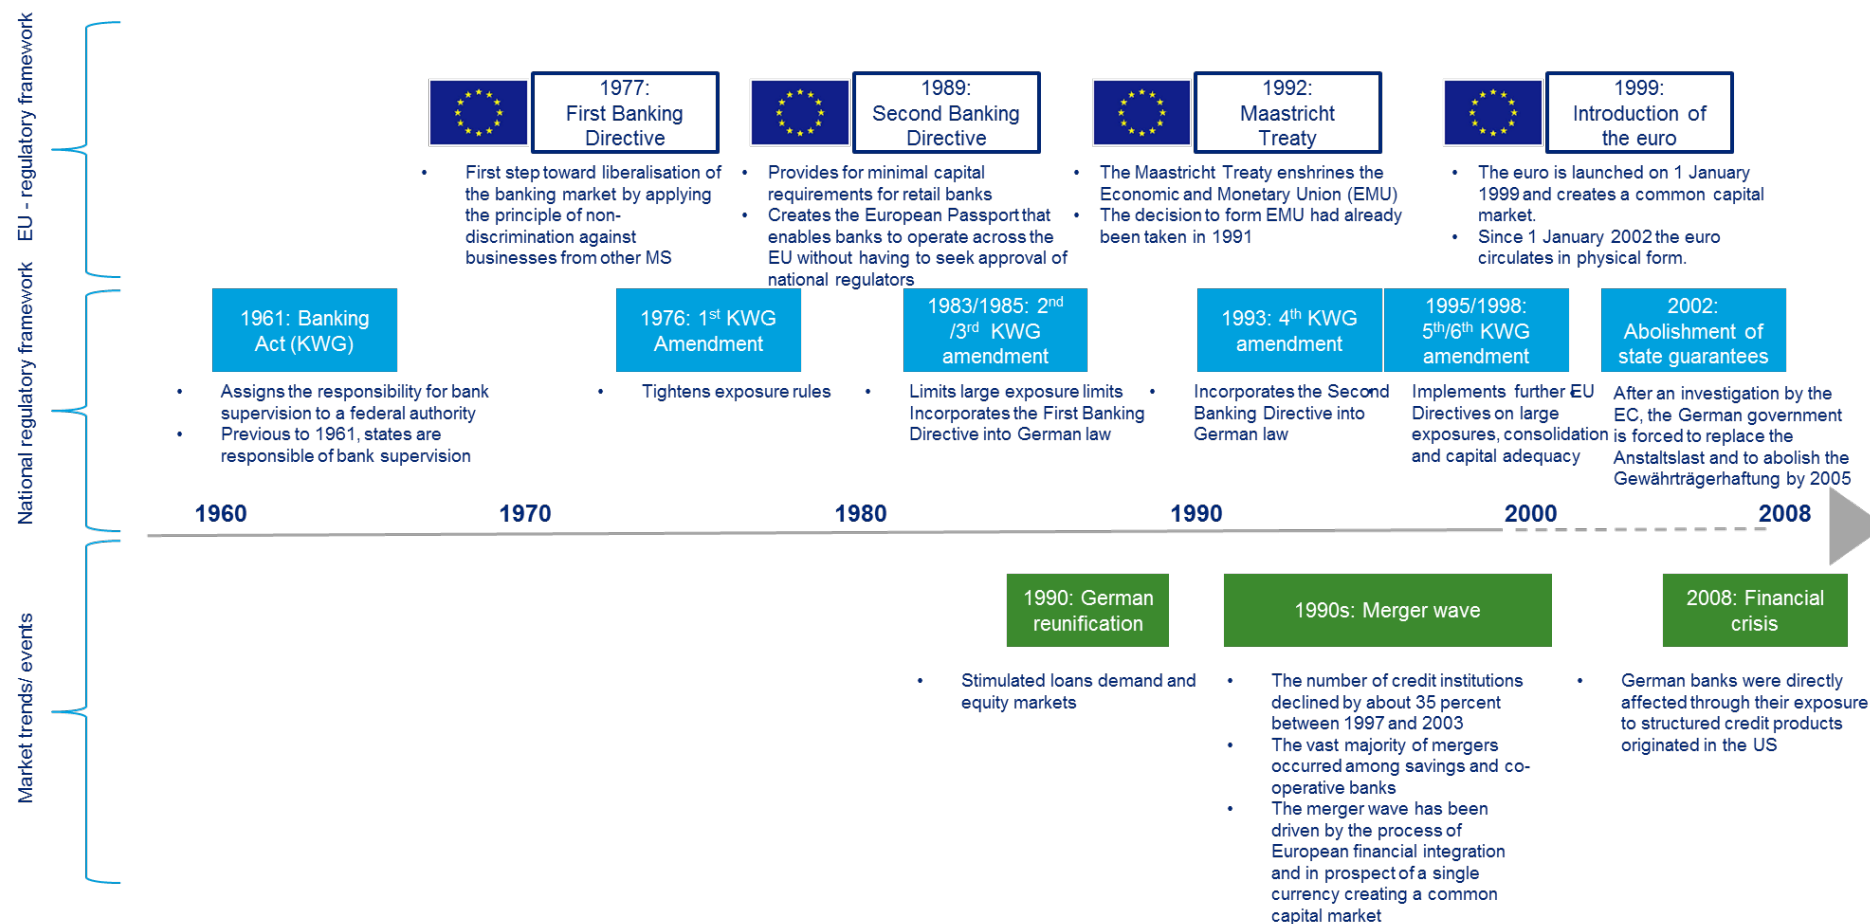 EU - regulatory framework
1977:
First Banking
Directive
• First step toward liberalisation of
the banking market by applying
the principle of non-
discrimination against
businesses from other MS
1989:
Second Banking
Directive
• Provides for minimal capital
requirements for retail banks
• Creates the European Passport that
enables banks to operate across the
EU without having to seek approval of
national regulators
1992:
Maastricht
Treaty
• The Maastricht Treaty enshrines the
Economic and Monetary Union (EMU)
• The decision to form EMU had already
been taken in 1991
1999:
Introduction of
the euro
• The euro is launched on 1 January
1999 and creates a common capital
market.
• Since 1 January 2002 the euro
circulates in physical form.
National regulatory framework
1961: Banking
Act (KWG)
• Assigns the responsibility for bank
supervision to a federal authority
• Previous to 1961, states are
responsible of bank supervision
1976: 1st KWG
Amendment
• Tightens exposure rules
1983/1985: 2nd
/3rd KWG
amendment
• Limits large exposure limits
Incorporates the First Banking
Directive into German law
1993: 4th KWG
amendment
• Incorporates the Second
Banking Directive into
German law
1995/1998:
5th/6th KWG
amendment
• Implements further EU
Directives on large
exposures, consolidation
and capital adequacy
2002:
Abolishment of
state guarantees
• After an investigation by the
EC, the German government
is forced to replace the
Anstaltslast and to abolish the
Gewährträgerhaftung by 2005
1960 1970 1980 1990 2000 2008
Market trends/ events
1990: German
reunification
• Stimulated loans demand and
equity markets
1990s: Merger wave
• The number of credit institutions
declined by about 35 percent
between 1997 and 2003
• The vast majority of mergers
occurred among savings and co-
operative banks
• The merger wave has been
driven by the process of
European financial integration
and in prospect of a single
currency creating a common
capital market
2008: Financial
crisis
• German banks were directly
affected through their exposure
to structured credit products
originated in the US